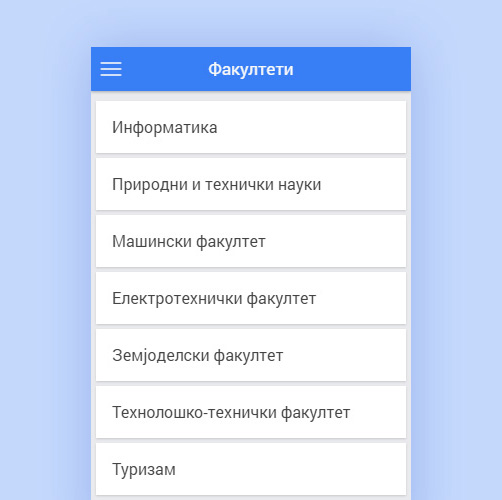 Факултети
Информатика
Природни и технички науки
Машински факултет
Електротехнички факултет
Земјоделски факултет
Технолошко-технички факултет
Туризам